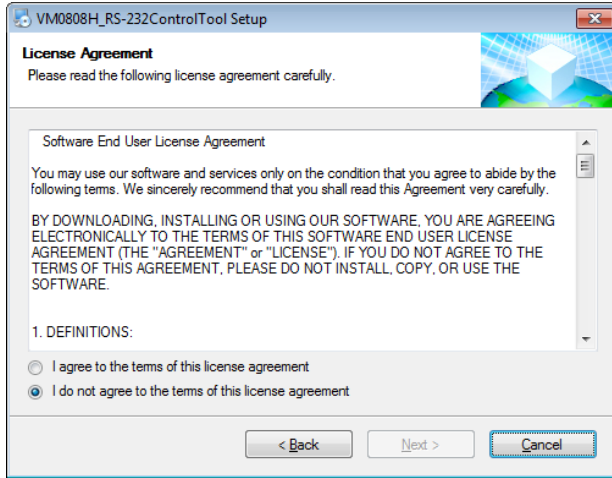 VM0808H_RS-232ControlTool Setup
License Agreement
Please read the following license agreement carefully.
Software End User License Agreement
You may use our software and services only on the condition that you agree to abide by the
following terms. We sincerely recommend that you shall read this Agreement very carefully.
BY DOWNLOADING, INSTALLING OR USING OUR SOFTWARE, YOU ARE AGREEING
ELECTRONICALLY TO THE TERMS OF THIS SOFTWARE END USER LICENSE
AGREEMENT (THE "AGREEMENT" or "LICENSE"). IF YOU DO NOT AGREE TO THE
TERMS OF THIS AGREEMENT, PLEASE DO NOT INSTALL, COPY, OR USE THE
SOFTWARE.
1. DEFINITIONS:
I agree to the terms of this license agreement
I do not agree to the terms of this license agreement
< Back Next > Cancel